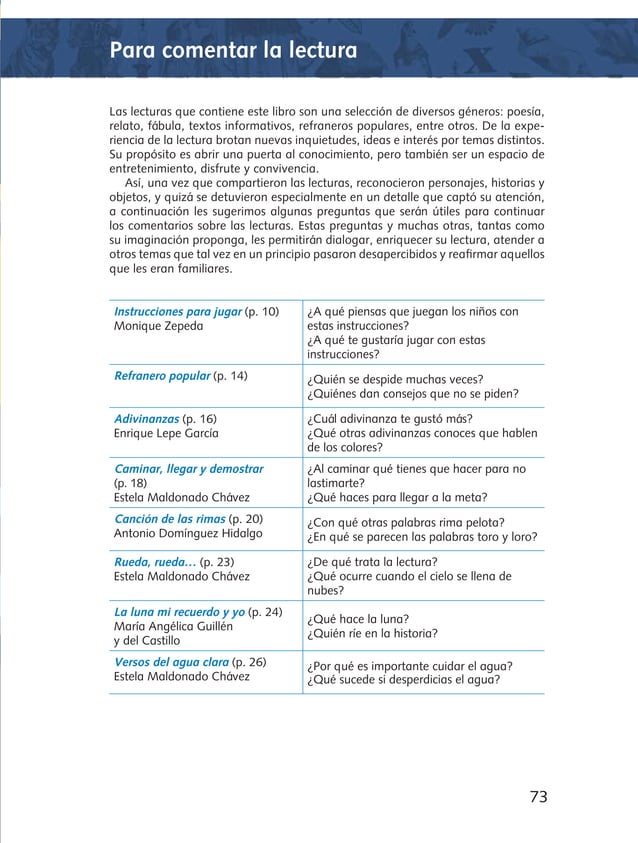 Para comentar la lectura
Las lecturas que contiene este libro son una selección de diversos géneros: poesía,
relato, fábula, textos informativos, refraneros populares, entre otros. De la expe-
riencia de la lectura brotan nuevas inquietudes, ideas e interés por temas distintos.
Su propósito es abrir una puerta al conocimiento, pero también ser un espacio de
entretenimiento, disfrute y convivencia.
Así, una vez que compartieron las lecturas, reconocieron personajes, historias y
objetos, y quizá se detuvieron especialmente en un detalle que captó su atención,
a continuación les sugerimos algunas preguntas que serán útiles para continuar
los comentarios sobre las lecturas. Estas preguntas y muchas otras, tantas como
su imaginación proponga, les permitirán dialogar, enriquecer su lectura, atender a
otros temas que tal vez en un principio pasaron desapercibidos y reafirmar aquellos
que les eran familiares.
Instrucciones para jugar (p. 10)
Monique Zepeda
¿A qué piensas que juegan los niños con
estas instrucciones?
¿A qué te gustaría jugar con estas
instrucciones?
Refranero popular (p. 14)
¿Quién se despide muchas veces?
¿Quiénes dan consejos que no se piden?
Adivinanzas (p. 16)
Enrique Lepe García
¿Cuál adivinanza te gustó más?
¿Qué otras adivinanzas conoces que hablen
de los colores?
Caminar, llegar y demostrar
(p. 18)
Estela Maldonado Chávez
¿Al caminar qué tienes que hacer para no
lastimarte?
¿Qué haces para llegar a la meta?
Canción de las rimas (p. 20)
Antonio Domínguez Hidalgo
¿Con qué otras palabras rima pelota?
¿En qué se parecen las palabras toro y loro?
Rueda, rueda... (p. 23)
Estela Maldonado Chávez
¿De qué trata la lectura?
¿Qué ocurre cuando el cielo se llena de
nubes?
La luna mi recuerdo y yo (p. 24)
María Angélica Guillén
y del Castillo
¿Qué hace la luna?
¿Quién ríe en la historia?
Versos del agua clara (p. 26)
Estela Maldonado Chávez
¿Por qué es importante cuidar el agua?
¿Qué sucede si desperdicias el agua?
73